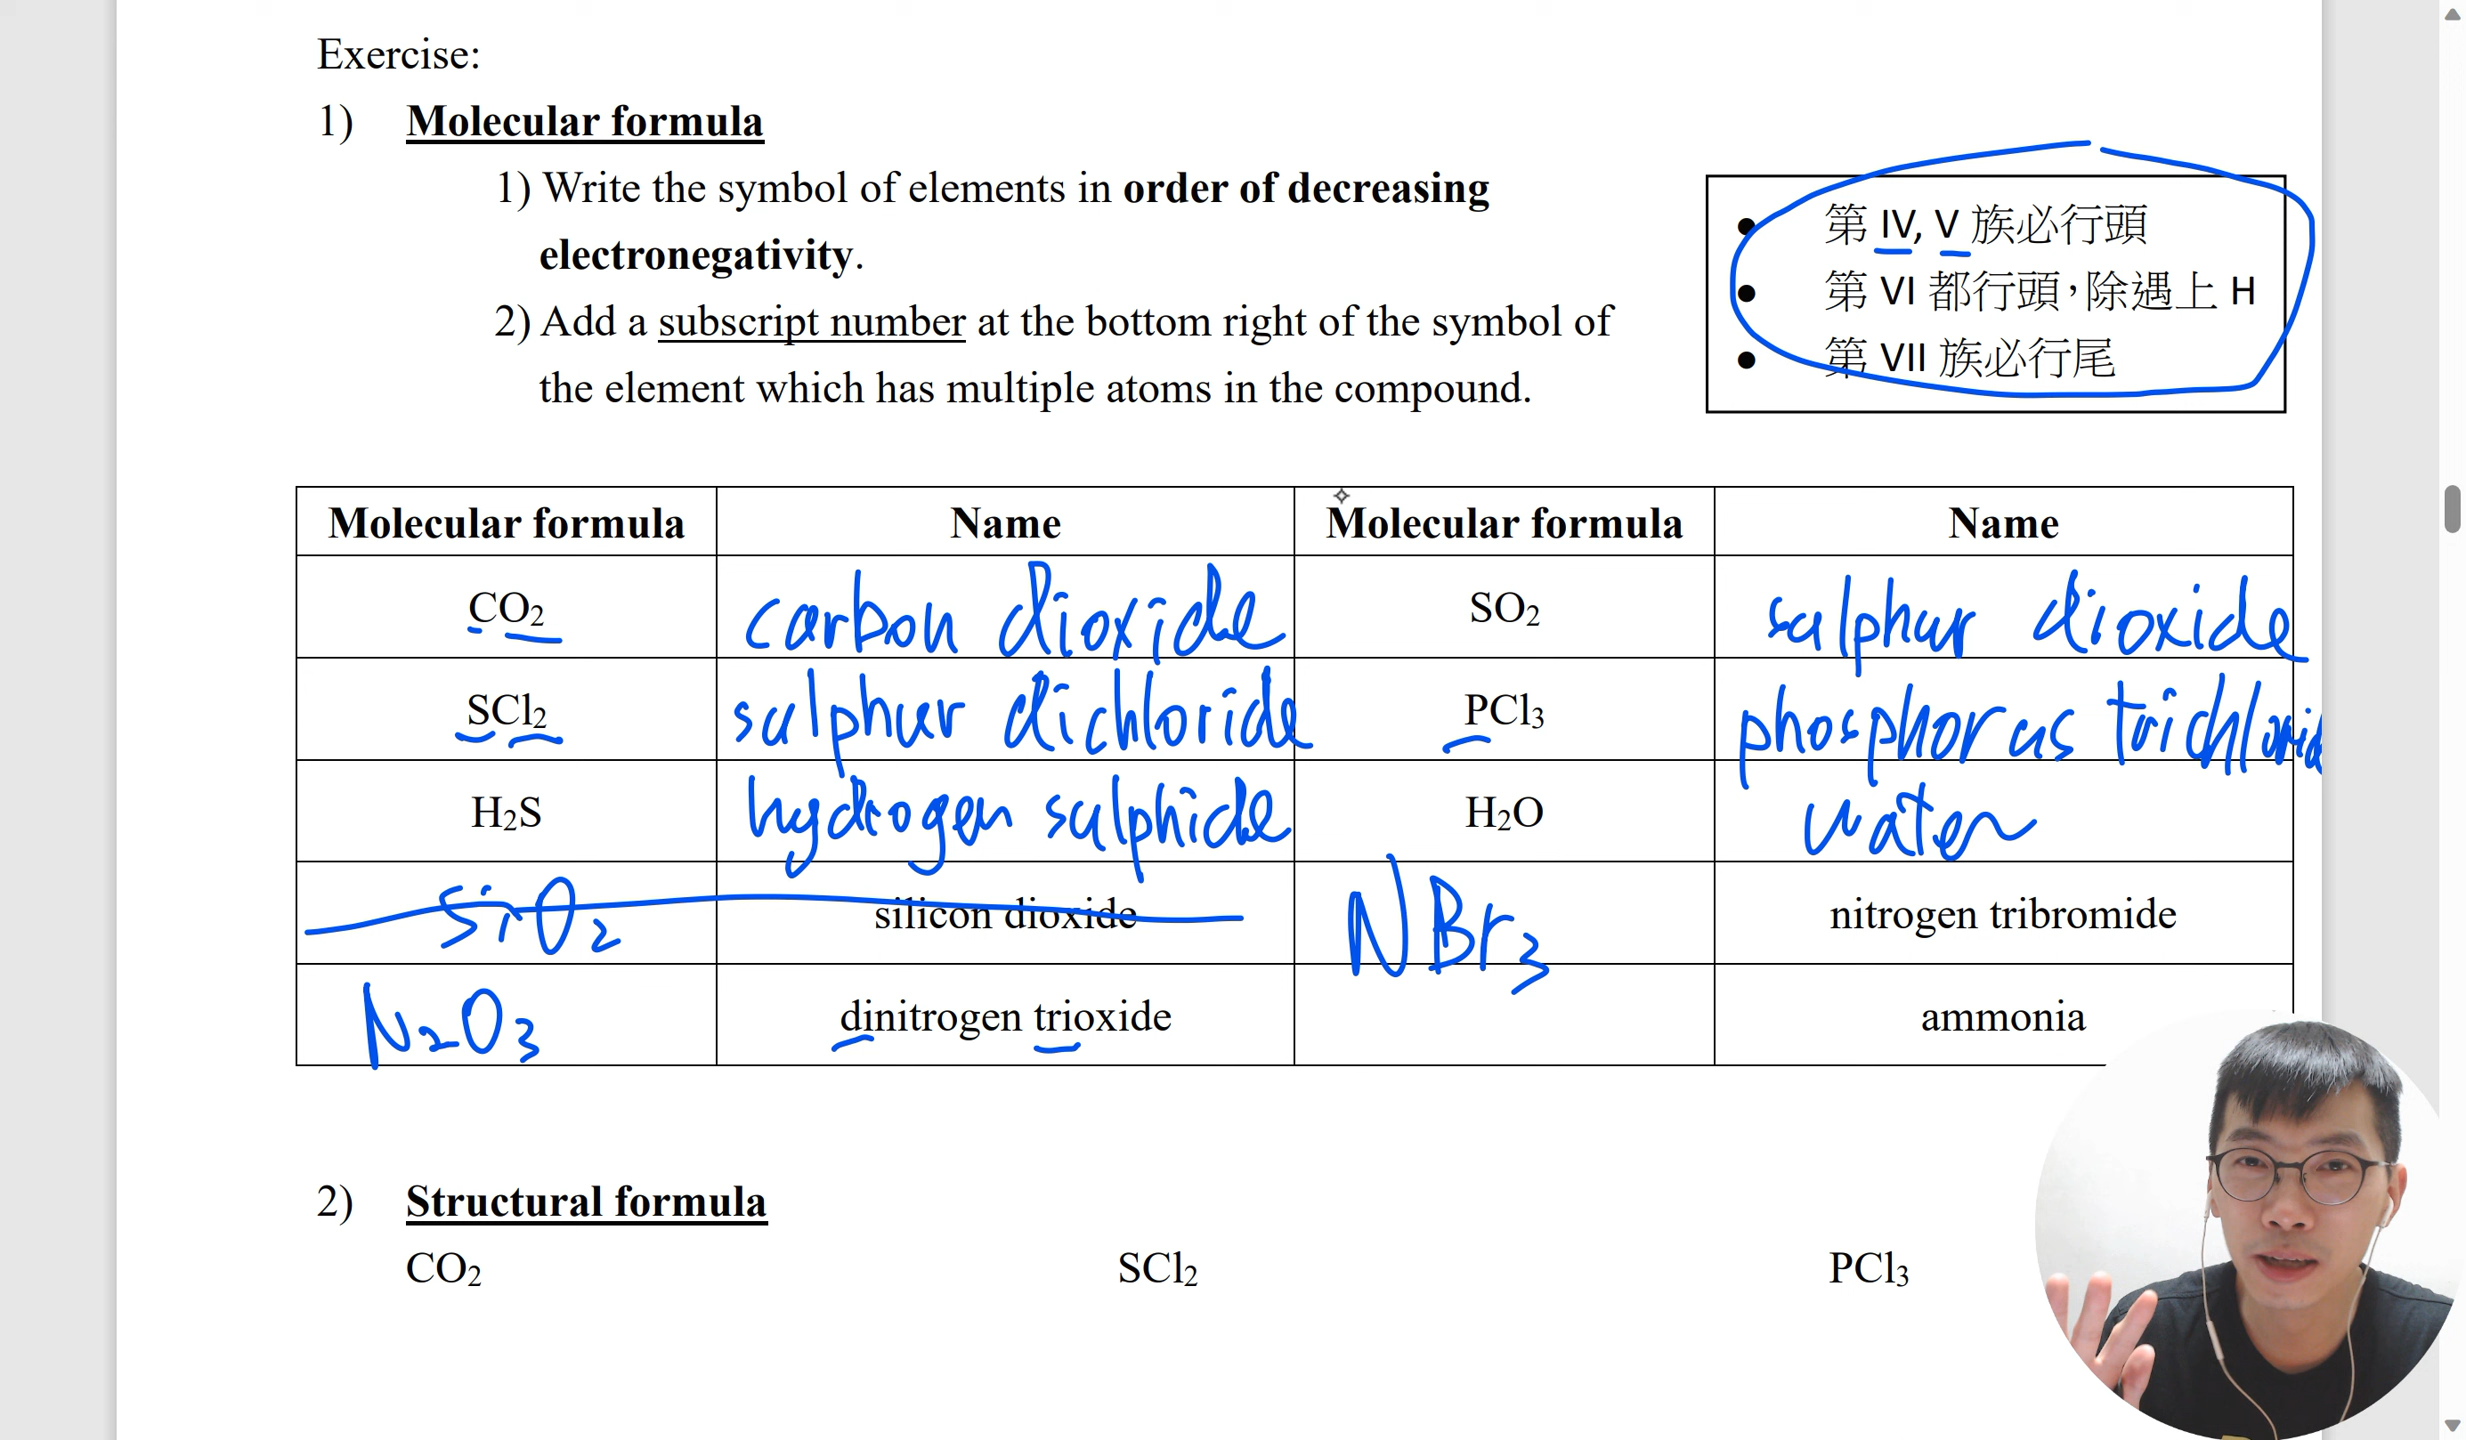 Exercise:
1) Molecular formula
1) Write the symbol of elements in order of decreasing
electronegativity.
2) Add a subscript number at the bottom right of the symbol of
the element which has multiple atoms in the compound.
● 第 IV, V 族必行頭
● 第 VI 都行頭，除遇上 H
● 第 VII 族必行尾
Molecular formula Name Molecular formula Name
CO₂ carbon dioxide SO₂ sulphur dioxide
SCl₂ sulphur dichloride PCl₃ phosphorus trichlorid
H₂S hydrogen sulphide H₂O water
SiO₂ silicon dioxide NBr₃ nitrogen tribromide
N₂O₃ dinitrogen trioxide ammonia
2) Structural formula
CO₂ SCl₂ PCl₃